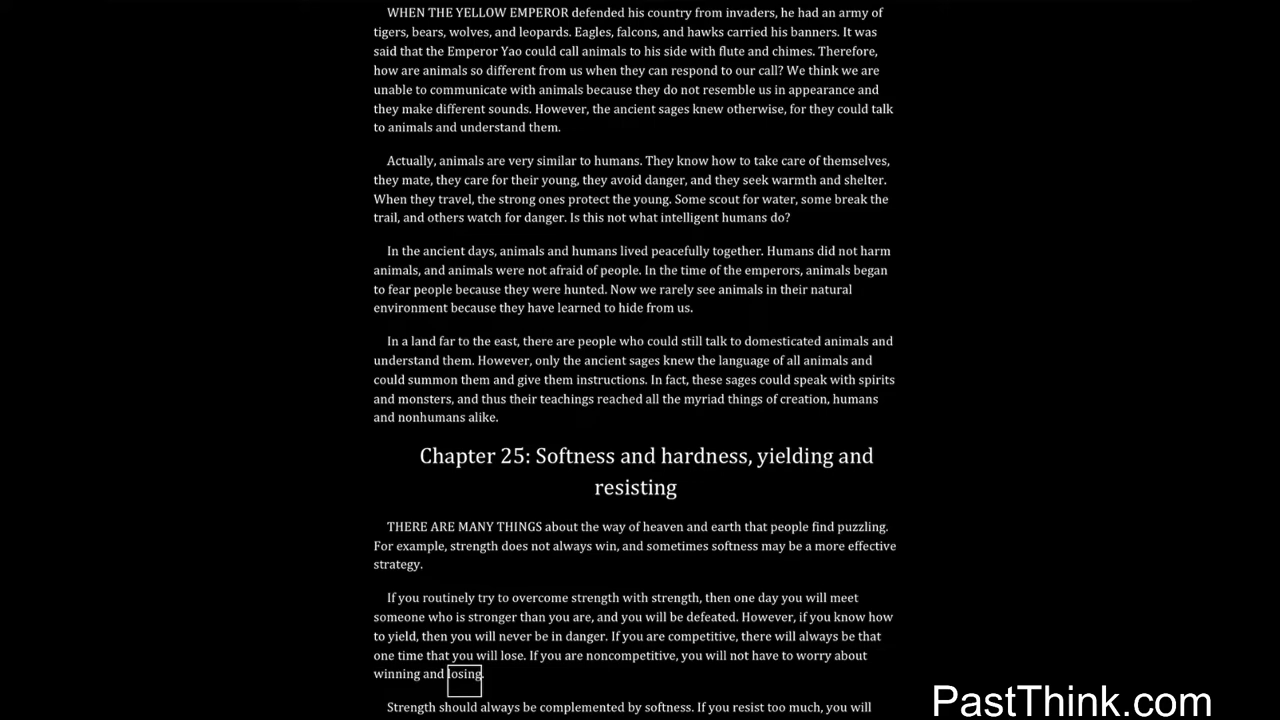 WHEN THE YELLOW EMPEROR defended his country from invaders, he had an army of
tigers, bears, wolves, and leopards. Eagles, falcons, and hawks carried his banners. It was
said that the Emperor Yao could call animals to his side with flute and chimes. Therefore,
how are animals so different from us when they can respond to our call? We think we are
unable to communicate with animals because they do not resemble us in appearance and
they make different sounds. However, the ancient sages knew otherwise, for they could talk
to animals and understand them.
Actually, animals are very similar to humans. They know how to take care of themselves,
they mate, they care for their young, they avoid danger, and they seek warmth and shelter.
When they travel, the strong ones protect the young. Some scout for water, some break the
trail, and others watch for danger. Is this not what intelligent humans do?
In the ancient days, animals and humans lived peacefully together. Humans did not harm
animals, and animals were not afraid of people. In the time of the emperors, animals began
to fear people because they were hunted. Now we rarely see animals in their natural
environment because they have learned to hide from us.
In a land far to the east, there are people who could still talk to domesticated animals and
understand them. However, only the ancient sages knew the language of all animals and
could summon them and give them instructions. In fact, these sages could speak with spirits
and monsters, and thus their teachings reached all the myriad things of creation, humans
and nonhumans alike.
Chapter 25: Softness and hardness, yielding and
resisting
THERE ARE MANY THINGS about the way of heaven and earth that people find puzzling.
For example, strength does not always win, and sometimes softness may be a more effective
strategy.
If you routinely try to overcome strength with strength, then one day you will meet
someone who is stronger than you are, and you will be defeated. However, if you know how
to yield, then you will never be in danger. If you are competitive, there will always be that
one time that you will lose. If you are noncompetitive, you will not have to worry about
winning and losing.
Strength should always be complemented by softness. If you resist too much, you will
PastThink.com